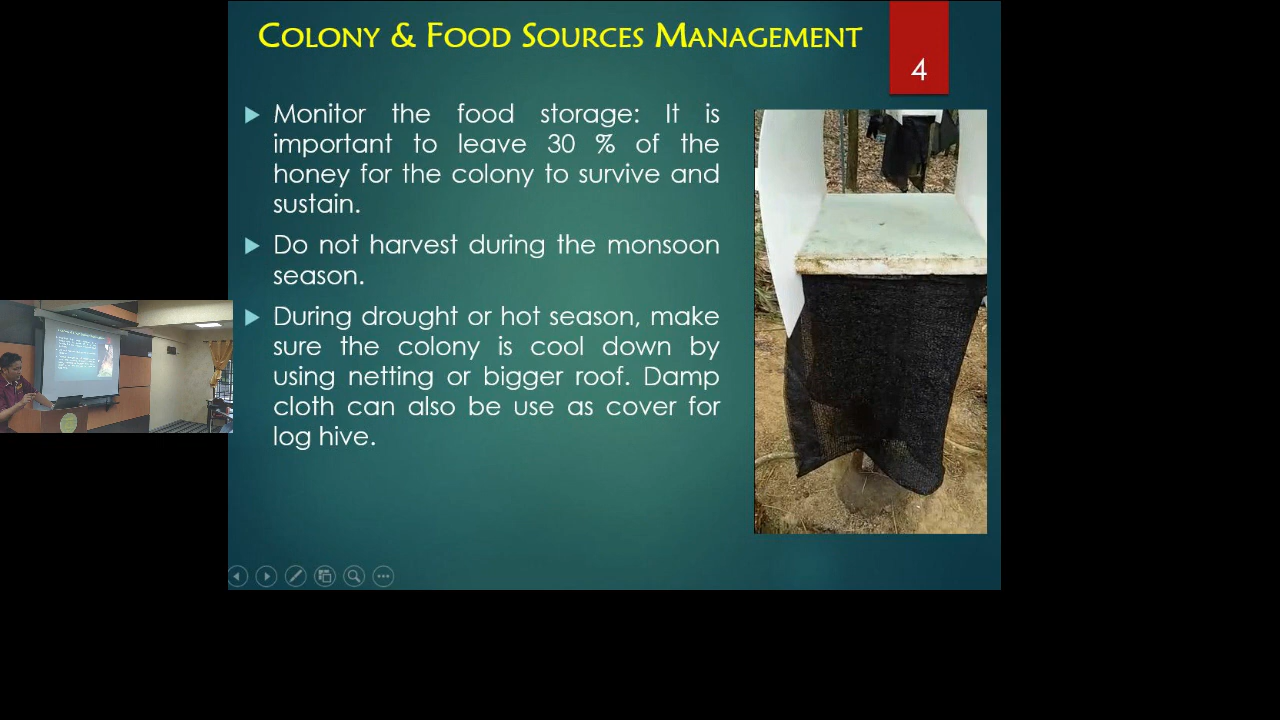 COLONY & FOOD SOURCES MANAGEMENT
4
Monitor the food storage: It is
important to leave 30 % of the
honey for the colony to survive and
sustain.
Do not harvest during the monsoon
season.
During drought or hot season, make
sure the colony is cool down by
using netting or bigger roof. Damp
cloth can also be use as cover for
log hive.